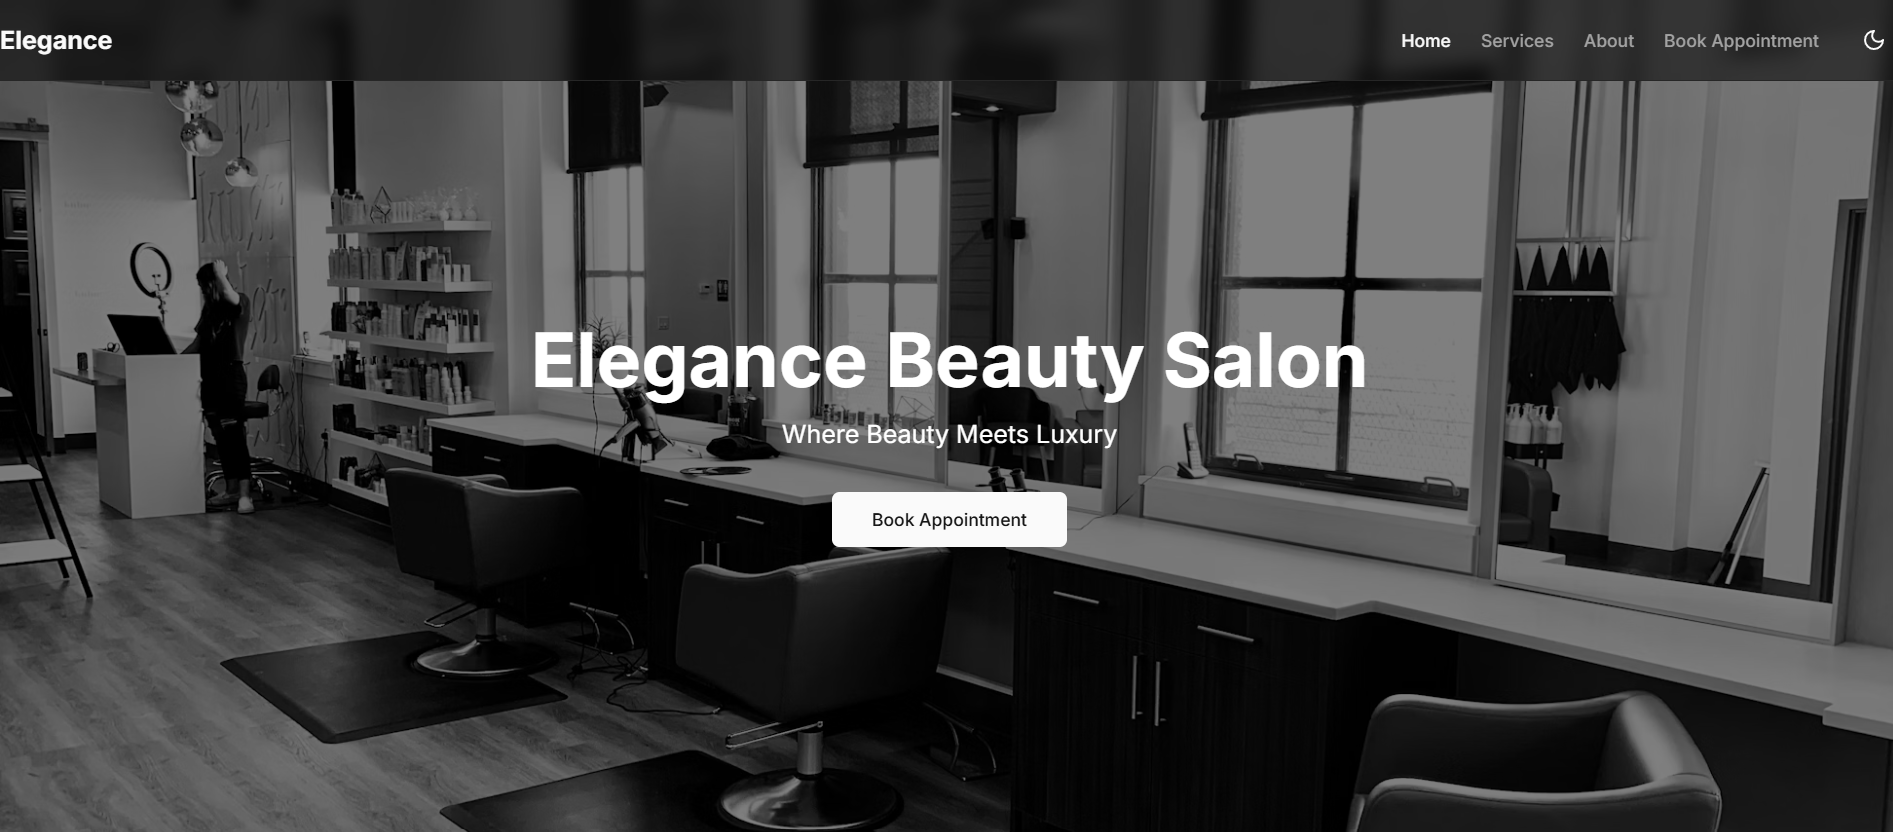 Elegance
Home Services About Book Appointment
Elegance Beauty Salon
Where Beauty Meets Luxury
Book Appointment